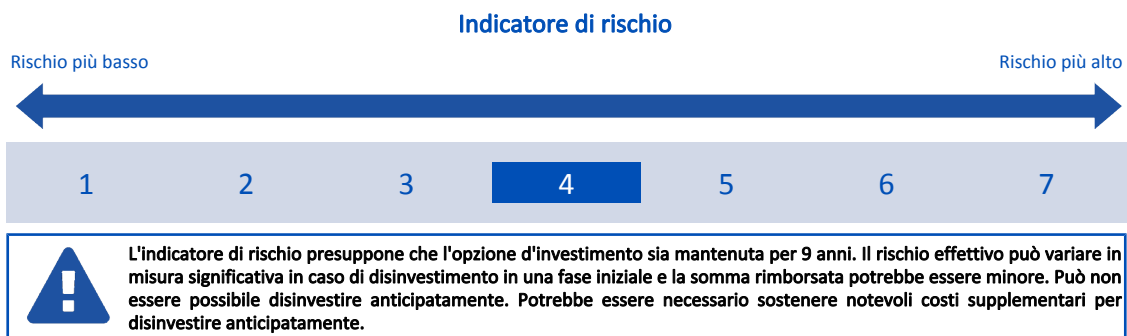 Indicatore di rischio
Rischio più basso
Rischio più alto
1 2 3 4 5 6 7
L'indicatore di rischio presuppone che l'opzione d'investimento sia mantenuta per 9 anni. Il rischio effettivo può variare in
misura significativa in caso di disinvestimento in una fase iniziale e la somma rimborsata potrebbe essere minore. Può non
essere possibile disinvestire anticipatamente. Potrebbe essere necessario sostenere notevoli costi supplementari per
disinvestire anticipatamente.